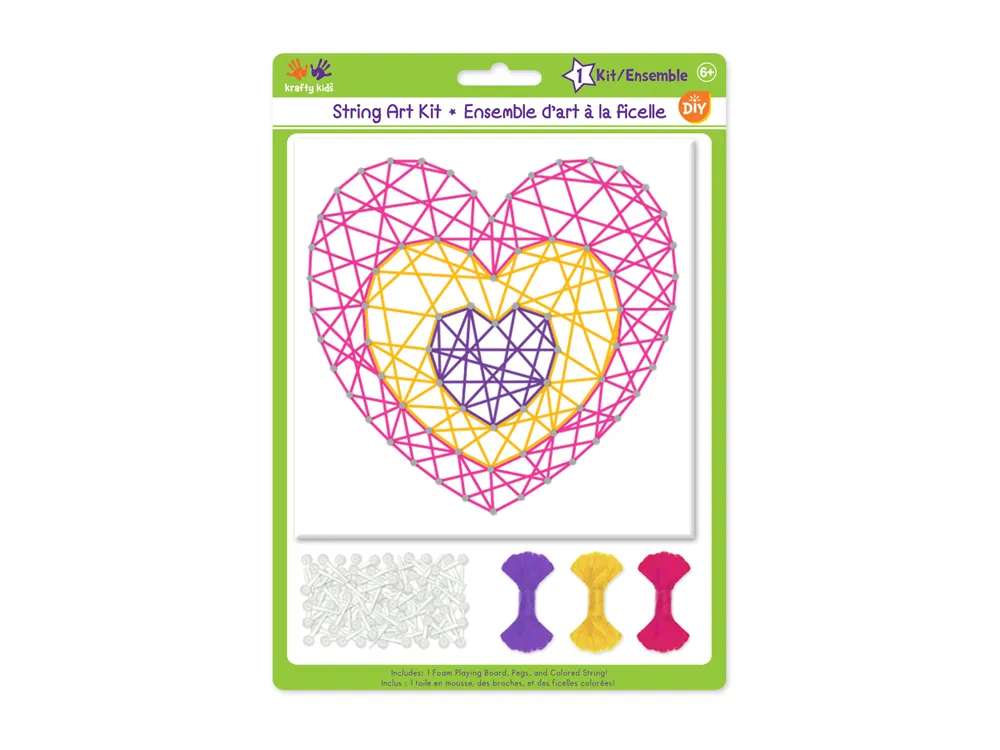 krafty kids
1 Kit/Ensemble
6+
String Art Kit * Ensemble d'art à la ficelle
DIY
Includes: 1 Foam Playing Board, Pegs, and Colored String!
Inclus : 1 toile en mousse, des broches, et des ficelles colorées!